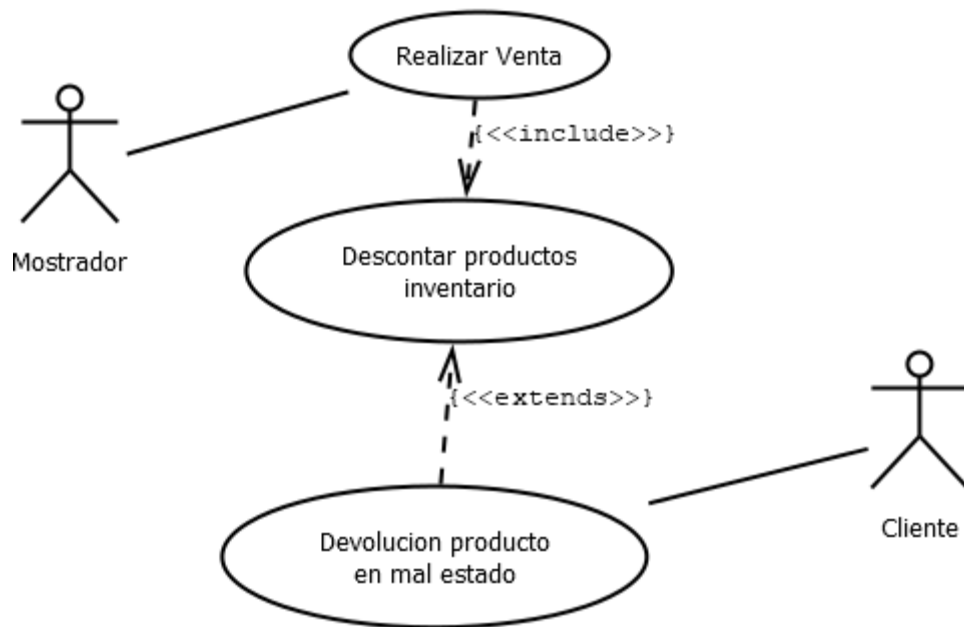 Realizar Venta
{<<include>>}
Mostrador
Descontar productos
inventario
{<<extends>>}
Cliente
Devolucion producto
en mal estado